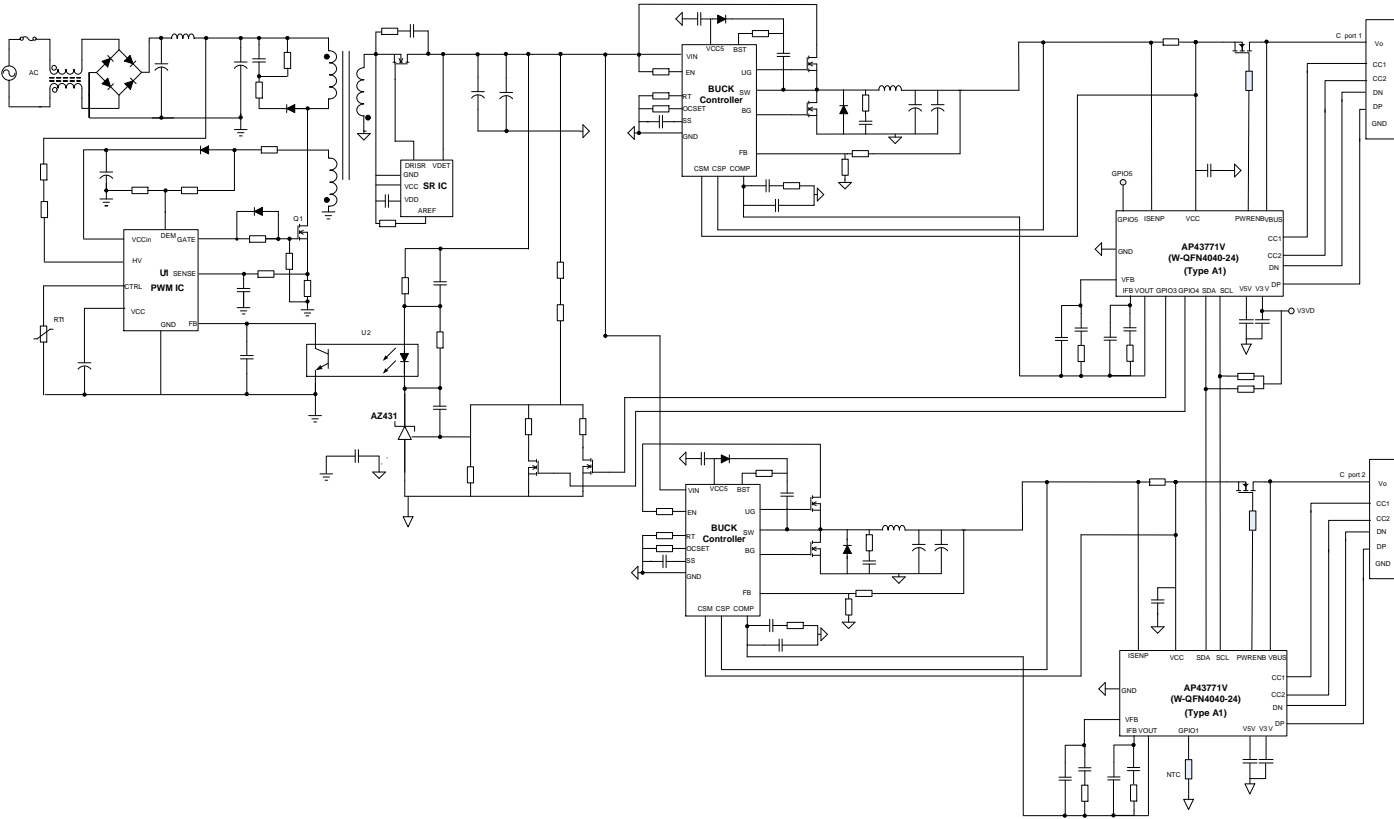 AC
VCC5
BST
VIN
EN
BUCK
Controller
UG
SW
BG
RT
OCSET
SS
GND
FB
CSM
CSP
COMP
C port 1
Vo
CC1
CC2
DN
DP
GND
DRISR
VDET
GND
VCC
VDD
SR IC
AREF
GPIO5
GPIO5
ISENP
VCC
PWRENB
VBUS
AP43771V
(W-QFN4040-24)
(Type A1)
GND
VFB
IFB
VOUT
GPIO3
GPIO4
SDA
SCL
V5V
V3 V
CC1
CC2
DN
DP
V3VD
Q1
VCCin
DEM
GATE
HV
U1
PWM IC
SENSE
CTRL
VCC
GND
FB
RT1
U2
AZ431
VCC5
BST
VIN
EN
BUCK
Controller
UG
SW
BG
RT
OCSET
SS
GND
FB
CSM
CSP
COMP
C port 2
Vo
CC1
CC2
DN
DP
GND
ISENP
VCC
SDA
SCL
PWRENB
VBUS
AP43771V
(W-QFN4040-24)
(Type A1)
GND
VFB
IFB
VOUT
GPIO1
V5V
V3 V
CC1
CC2
DN
DP
NTC